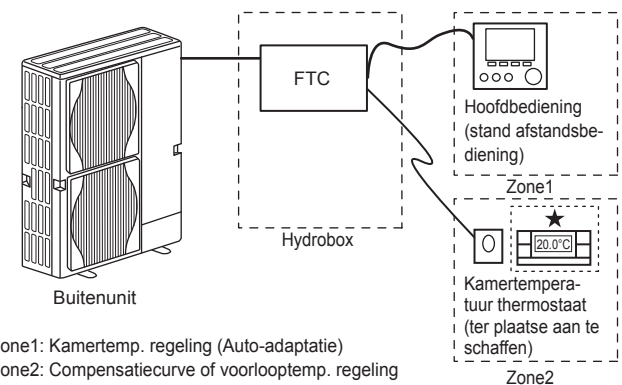 FTC
Hoofdbediening
(stand afstandsbe-
diening)
Zone1
Hydrobox
★
20.0°C
Kamertempera-
tuur thermostaat
(ter plaatse aan te
schaffen)
Zone2
Buitenunit
one1: Kamertemp. regeling (Auto-adaptatie)
one2: Compensatiecurve of voorlooptemp. regeling